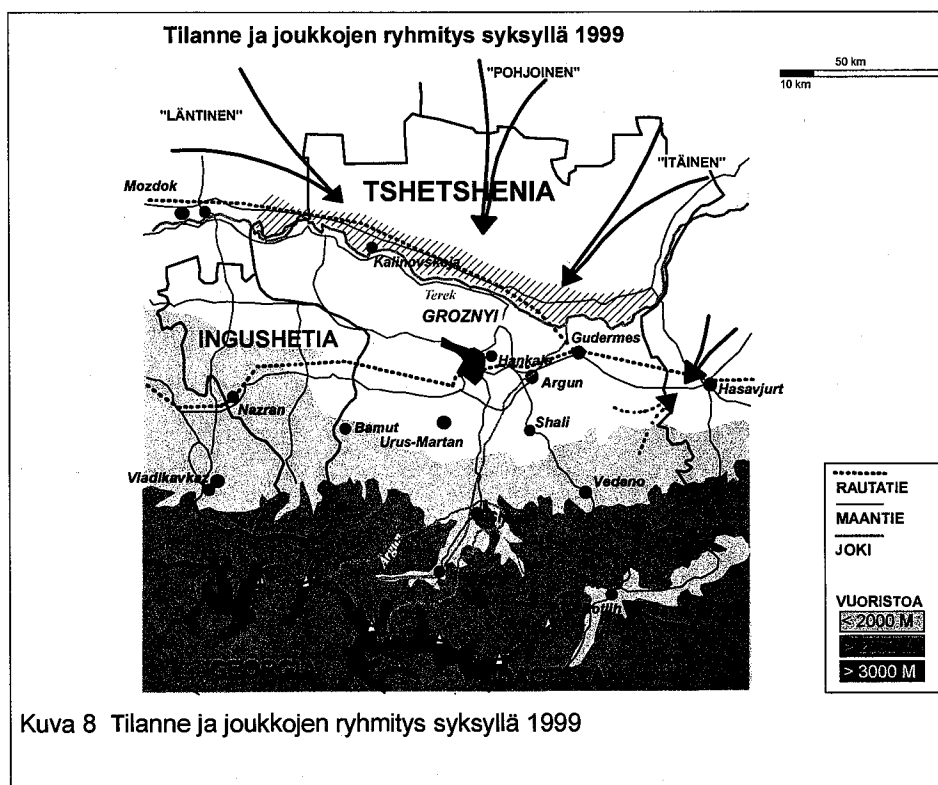 Tilanne ja joukkojen ryhmitys syksyllä 1999
50 km
10 km
"POHJOINEN"
"LÄNTINEN"
"ITÄINEN"
TSHETSHENIA
Mozdok
Kalinovskaja
Terek
GROZNYI
INGUSHETIA
Gudermes
Hankala
Argun
Hasavjurt
Nazran
Bamut
Urus-Martan
Shali
Vladikavkaz
Vedeno
RAUTATIE
MAANTIE
JOKI
VUORISTOA
< 2000 M
> 3000 M
Kuva 8 Tilanne ja joukkojen ryhmitys syksyllä 1999